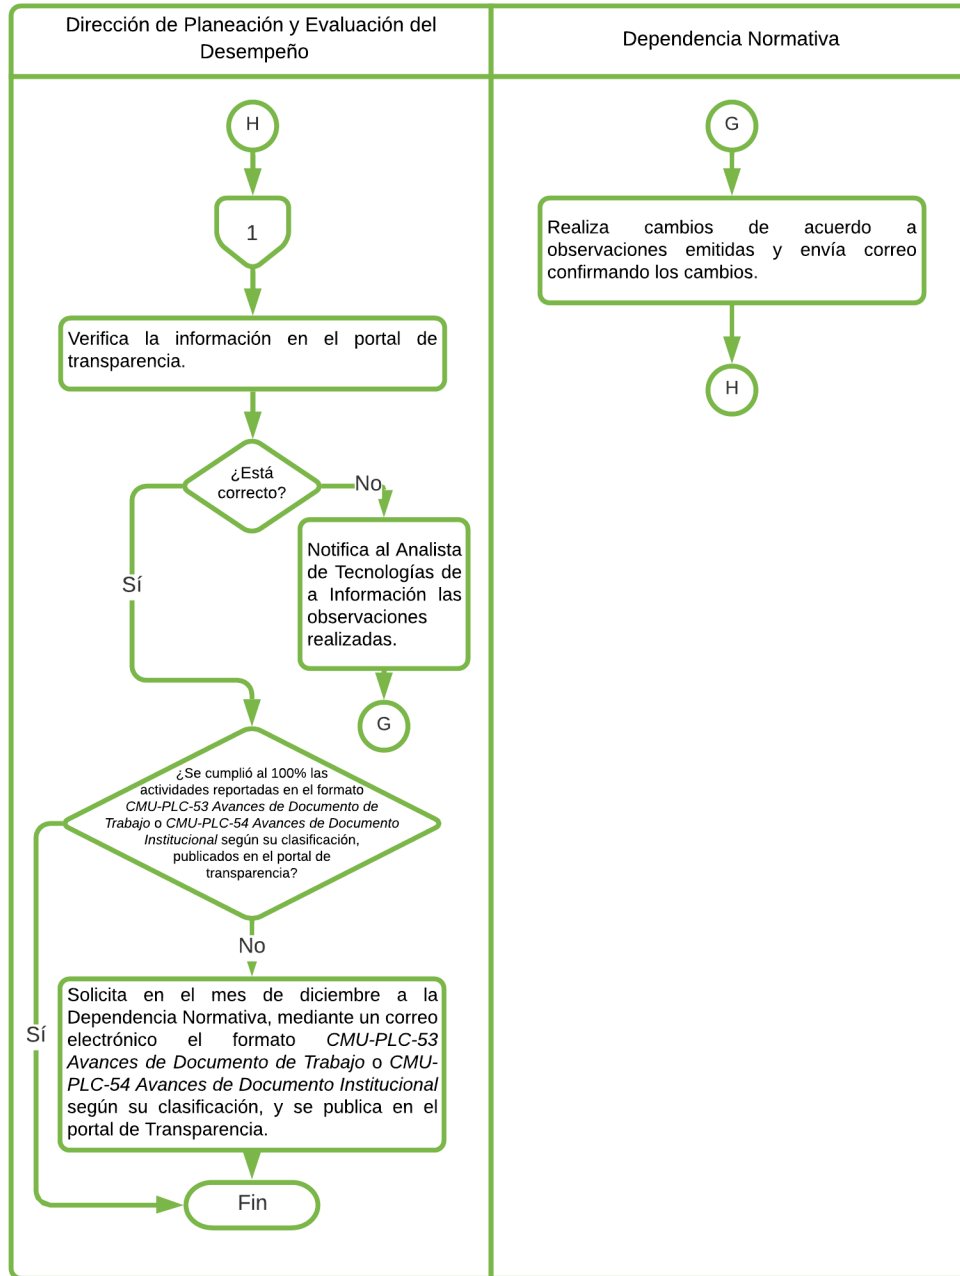 Dirección de Planeación y Evaluación del
Desempeño
Dependencia Normativa
H
1
Verifica la información en el portal de
transparencia.
¿Está
correcto?
No
Sí
Notifica al Analista
de Tecnologías de
a Información las
observaciones
realizadas.
G
¿Se cumplió al 100% las
actividades reportadas en el formato
CMU-PLC-53 Avances de Documento de
Trabajo o CMU-PLC-54 Avances de Documento
Institucional según su clasificación,
publicados en el portal de
transparencia?
No
Sí
Solicita en el mes de diciembre a la
Dependencia Normativa, mediante un correo
electrónico el formato CMU-PLC-53
Avances de Documento de Trabajo o CMU-
PLC-54 Avances de Documento Institucional
según su clasificación, y se publica en el
portal de Transparencia.
Fin
G
Realiza cambios de acuerdo a
observaciones emitidas y envía correo
confirmando los cambios.
H